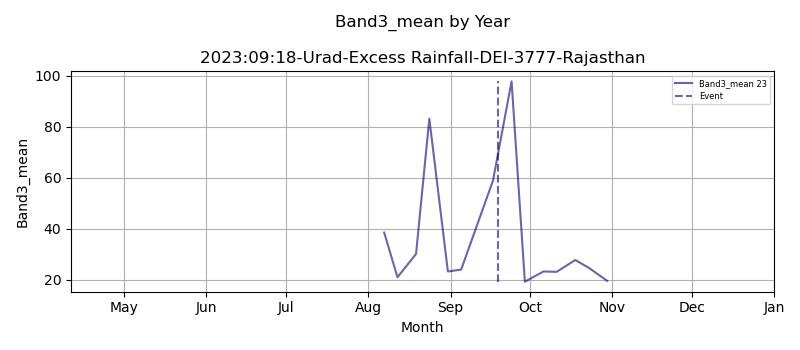 Band3_mean by Year
2023:09:18-Urad-Excess Rainfall-DEI-3777-Rajasthan
100
80
60
40
20
Band3_mean
Band3_mean 23
Event
May Jun Jul Aug Sep Oct Nov Dec Jan
Month